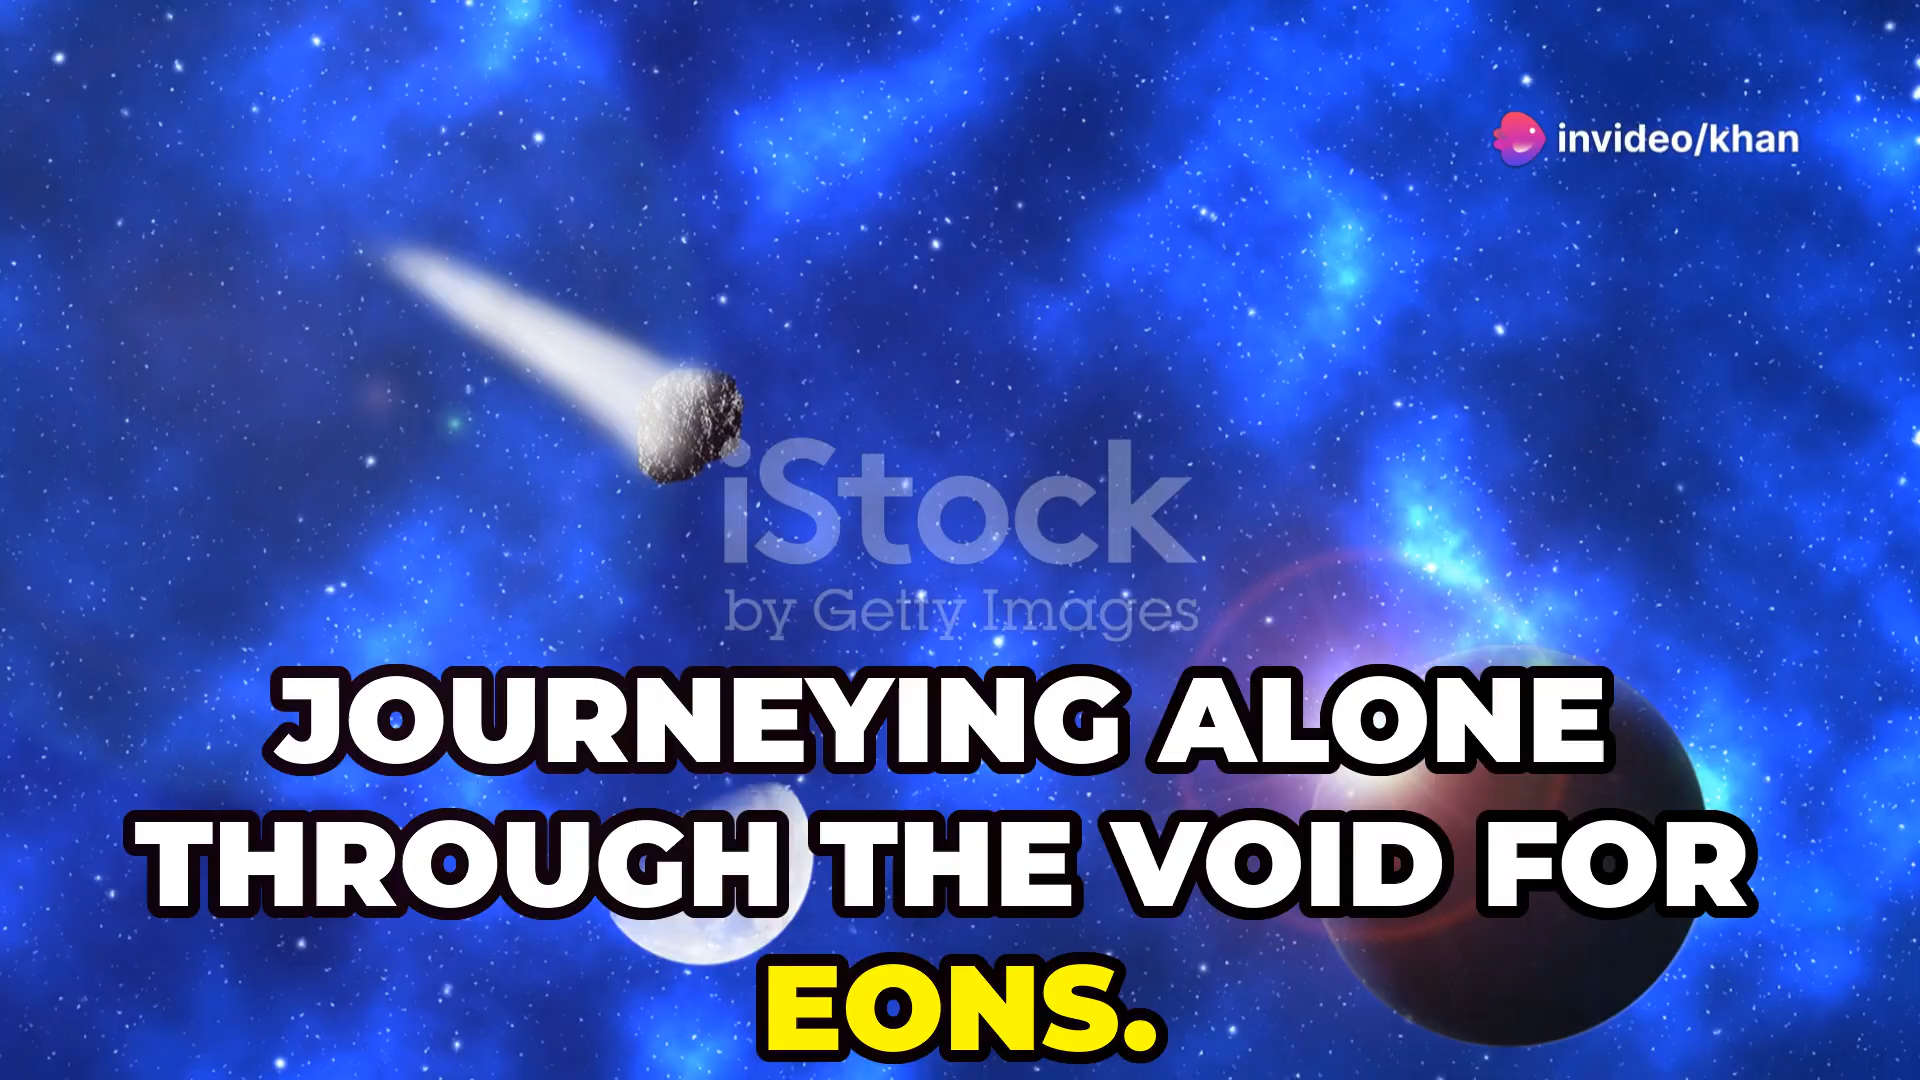 invideo/khan
iStock
by Getty Images
JOURNEYING ALONE
THROUGH THE VOID FOR
EONS.